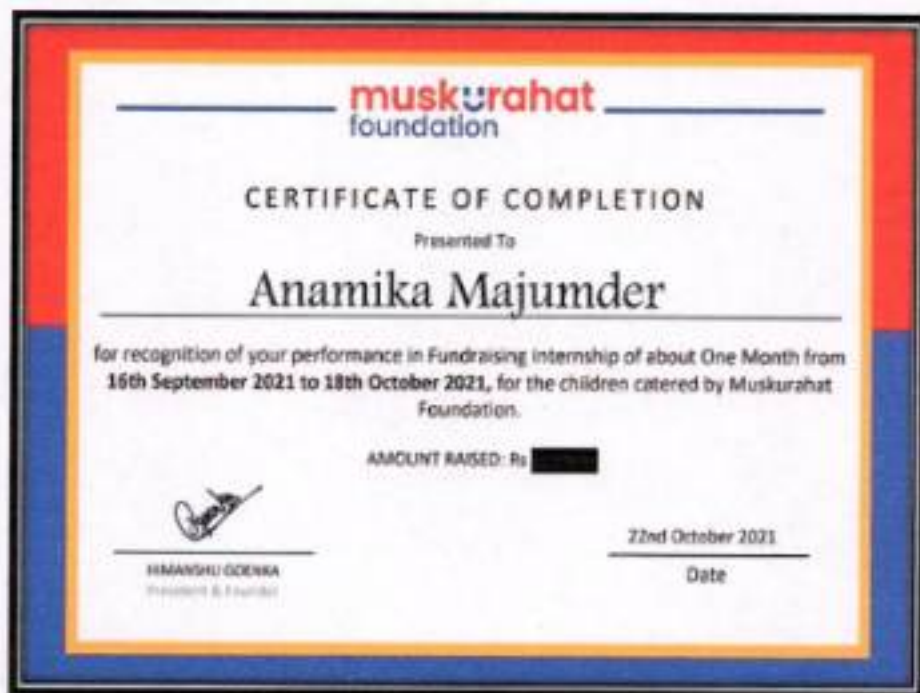 muskurahat
foundation
CERTIFICATE OF COMPLETION
Presented To
Anamika Majumder
for recognition of your performance in Fundraising Internship of about One Month from
16th September 2021 to 18th October 2021, for the children catered by Muskurahat
Foundation.
AMOUNT RAISED: Rs
22nd October 2021
HIMANSHU GOENKA
Date
President & Founder